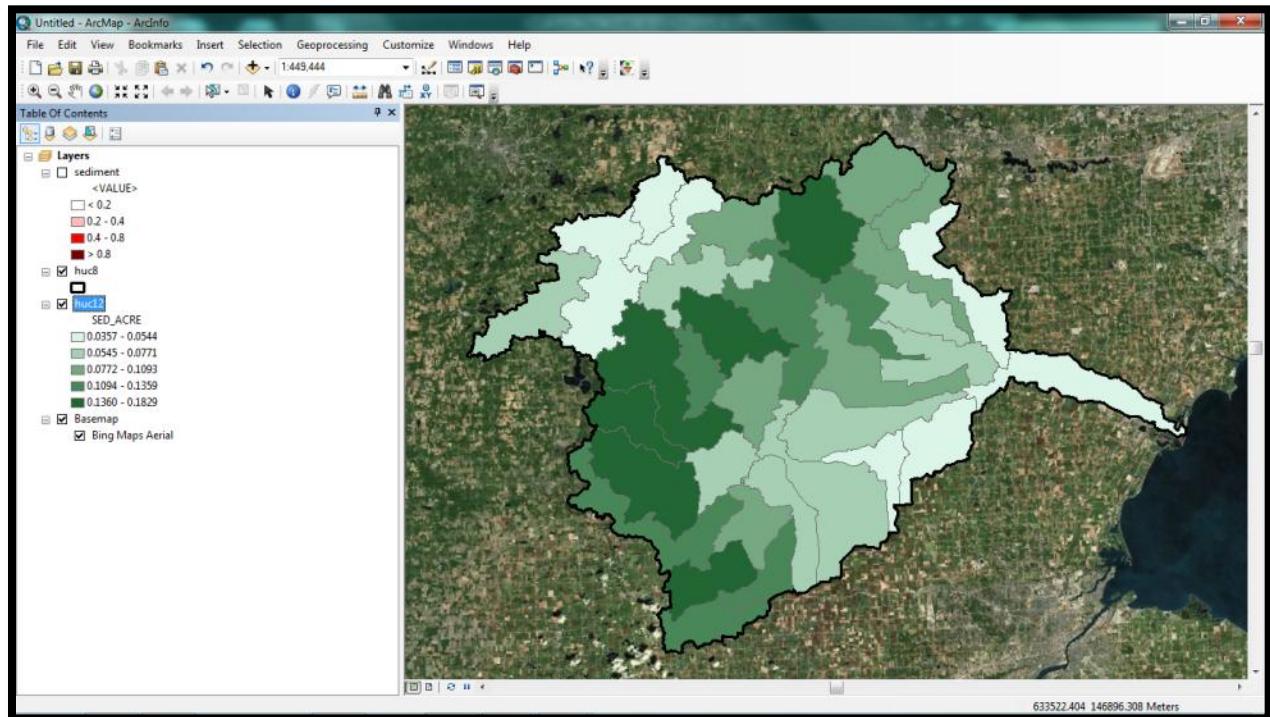 Untitled - ArcMap - ArcInfo
File Edit View Bookmarks Insert Selection Geoprocessing Customize Windows Help
1:449,444
Table Of Contents
Layers
sediment
<VALUE>
< 0.2
0.2 - 0.4
0.4 - 0.8
> 0.8
huc8
huc12
SED_ACRE
0.0357 - 0.0544
0.0545 - 0.0771
0.0772 - 0.1093
0.1094 - 0.1359
0.1360 - 0.1829
Basemap
Bing Maps Aerial
633522.404 146896.308 Meters